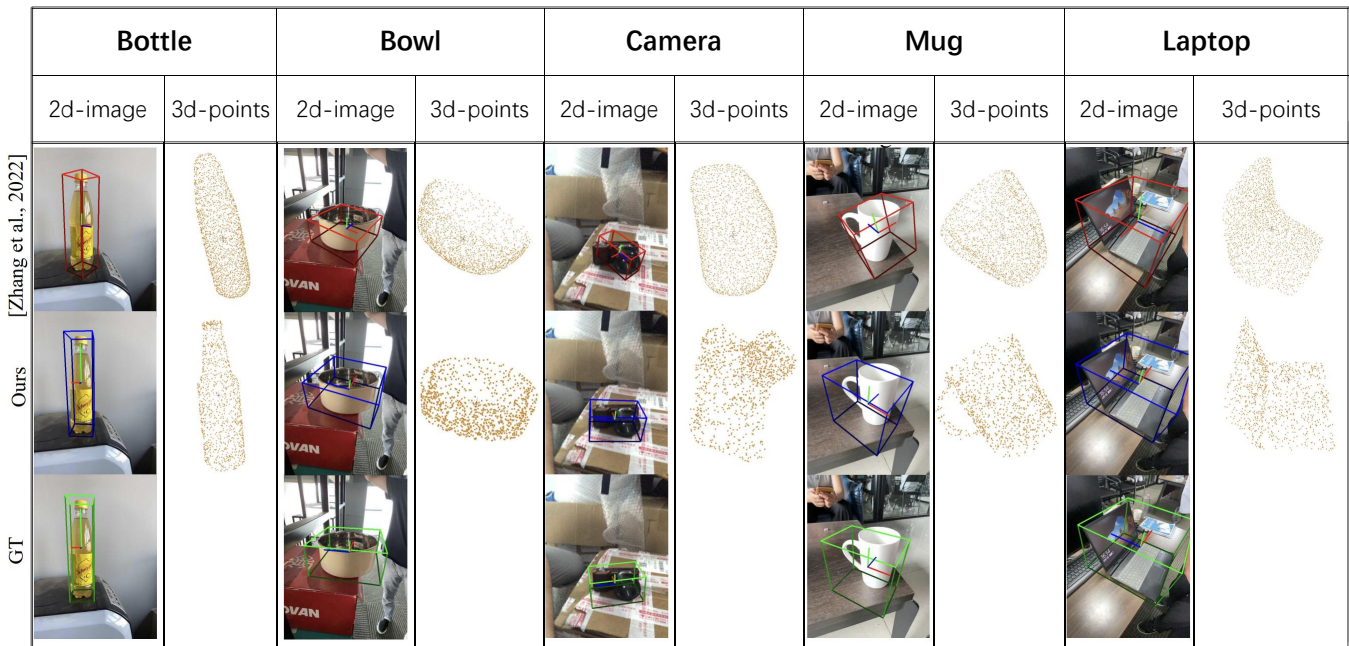 Bottle Bowl Camera Mug Laptop
2d-image 3d-points 2d-image 3d-points 2d-image 3d-points 2d-image 3d-points 2d-image 3d-points
[Zhang et al., 2022]
OVAN
Ours
OVAN
GT
OVAN